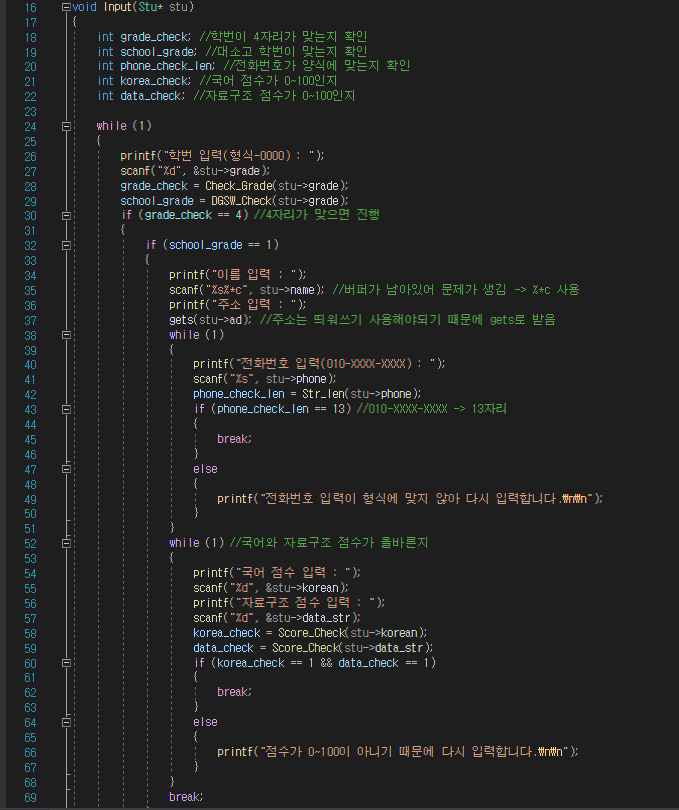 16 void Input(Stu* stu)
17 {
18 int grade_check; //학번이 4자리가 맞는지 확인
19 int school_grade; //대소고 학번이 맞는지 확인
20 int phone_check_len; //전화번호가 양식에 맞는지 확인
21 int korea_check; //국어 점수가 0~100인지
22 int data_check; //자료구조 점수가 0~100인지
23
24 while (1)
25 {
26 printf("학번 입력(형식-0000) : ");
27 scanf("%d", &stu->grade);
28 grade_check = Check_Grade(stu->grade);
29 school_grade = DGSW_Check(stu->grade);
30 if (grade_check == 4) //4자리가 맞으면 진행
31 {
32 if (school_grade == 1)
33 {
34 printf("이름 입력 : ");
35 scanf("%s%*c", stu->name); //버퍼가 남아있어 문제가 생김 -> %*c 사용
36 printf("주소 입력 : ");
37 gets(stu->ad); //주소는 띄워쓰기 사용해야되기 때문에 gets로 받음
38 while (1)
39 {
40 printf("전화번호 입력(010-XXXX-XXXX) : ");
41 scanf("%s", stu->phone);
42 phone_check_len = Str_len(stu->phone);
43 if (phone_check_len == 13) //010-XXXX-XXXX -> 13자리
44 {
45 break;
46 }
47 else
48 {
49 printf("전화번호 입력이 형식에 맞지 않아 다시 입력합니다.₩n₩n");
50 }
51 }
52 while (1) //국어와 자료구조 점수가 올바른지
53 {
54 printf("국어 점수 입력 : ");
55 scanf("%d", &stu->korean);
56 printf("자료구조 점수 입력 : ");
57 scanf("%d", &stu->data_str);
58 korea_check = Score_Check(stu->korean);
59 data_check = Score_Check(stu->data_str);
60 if (korea_check == 1 && data_check == 1)
61 {
62 break;
63 }
64 else
65 {
66 printf("점수가 0~100이 아니기 때문에 다시 입력합니다.₩n₩n");
67 }
68 }
69 break;